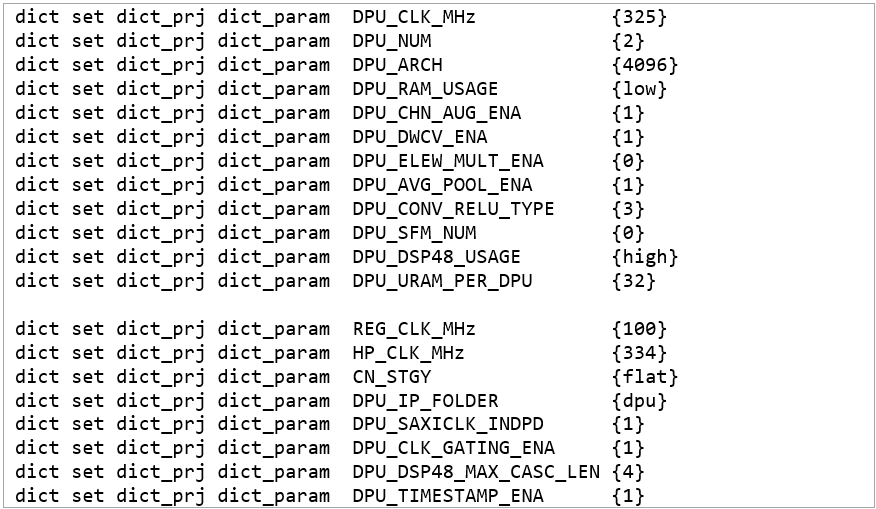 dict set dict_prj dict_param  DPU_CLK_MHz            {325}
dict set dict_prj dict_param  DPU_NUM                {2}
dict set dict_prj dict_param  DPU_ARCH               {4096}
dict set dict_prj dict_param  DPU_RAM_USAGE          {low}
dict set dict_prj dict_param  DPU_CHN_AUG_ENA        {1}
dict set dict_prj dict_param  DPU_DWCV_ENA           {1}
dict set dict_prj dict_param  DPU_ELEW_MULT_ENA      {0}
dict set dict_prj dict_param  DPU_AVG_POOL_ENA       {1}
dict set dict_prj dict_param  DPU_CONV_RELU_TYPE     {3}
dict set dict_prj dict_param  DPU_SFM_NUM            {0}
dict set dict_prj dict_param  DPU_DSP48_USAGE        {high}
dict set dict_prj dict_param  DPU_URAM_PER_DPU       {32}

dict set dict_prj dict_param  REG_CLK_MHz            {100}
dict set dict_prj dict_param  HP_CLK_MHz             {334}
dict set dict_prj dict_param  CN_STGY                {flat}
dict set dict_prj dict_param  DPU_IP_FOLDER          {dpu}
dict set dict_prj dict_param  DPU_SAXICLK_INDPD      {1}
dict set dict_prj dict_param  DPU_CLK_GATING_ENA     {1}
dict set dict_prj dict_param  DPU_DSP48_MAX_CASC_LEN {4}
dict set dict_prj dict_param  DPU_TIMESTAMP_ENA      {1}